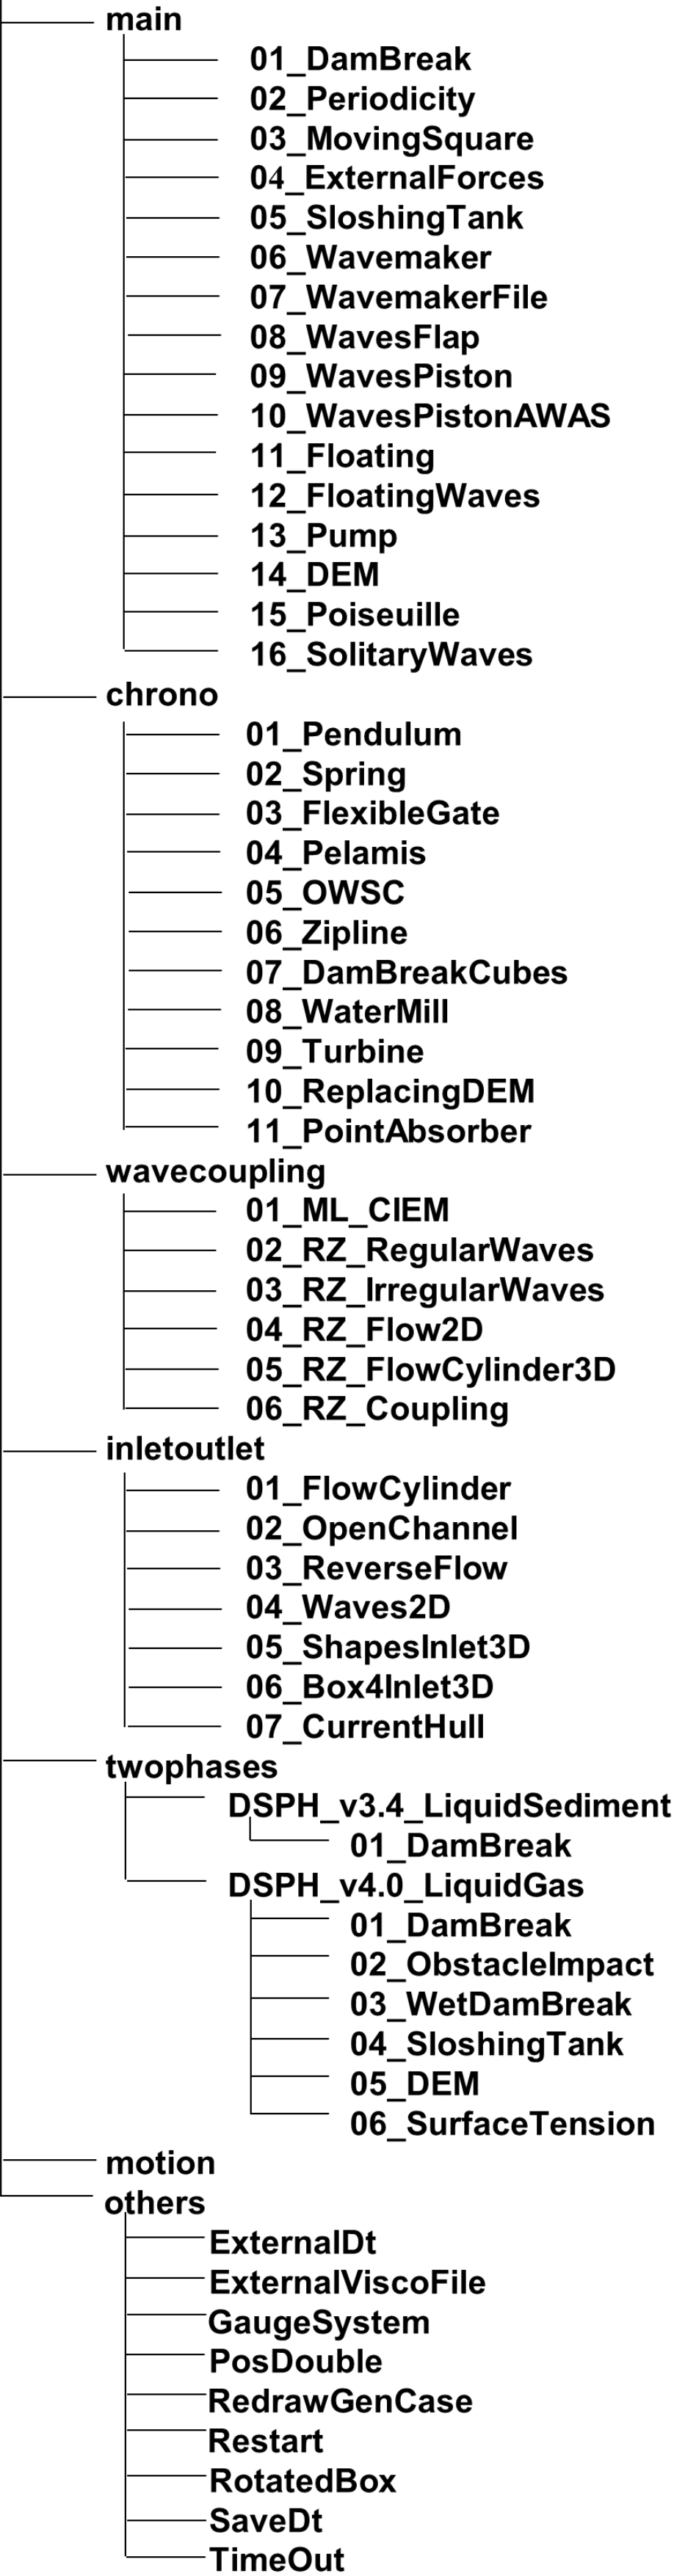 main
01_DamBreak
02_Periodicity
03_MovingSquare
04_ExternalForces
05_SloshingTank
06_Wavemaker
07_WavemakerFile
08_WavesFlap
09_WavesPiston
10_WavesPistonAWAS
11_Floating
12_FloatingWaves
13_Pump
14_DEM
15_Poiseuille
16_SolitaryWaves
chrono
01_Pendulum
02_Spring
03_FlexibleGate
04_Pelamis
05_OWSC
06_Zipline
07_DamBreakCubes
08_WaterMill
09_Turbine
10_ReplacingDEM
11_PointAbsorber
wavecoupling
01_ML_CIEM
02_RZ_RegularWaves
03_RZ_IrregularWaves
04_RZ_Flow2D
05_RZ_FlowCylinder3D
06_RZ_Coupling
inletoutlet
01_FlowCylinder
02_OpenChannel
03_ReverseFlow
04_Waves2D
05_ShapesInlet3D
06_Box4Inlet3D
07_CurrentHull
twophases
DSPH_v3.4_LiquidSediment
01_DamBreak
DSPH_v4.0_LiquidGas
01_DamBreak
02_ObstacleImpact
03_WetDamBreak
04_SloshingTank
05_DEM
06_SurfaceTension
motion
others
ExternalDt
ExternalViscoFile
GaugeSystem
PosDouble
RedrawGenCase
Restart
RotatedBox
SaveDt
TimeOut